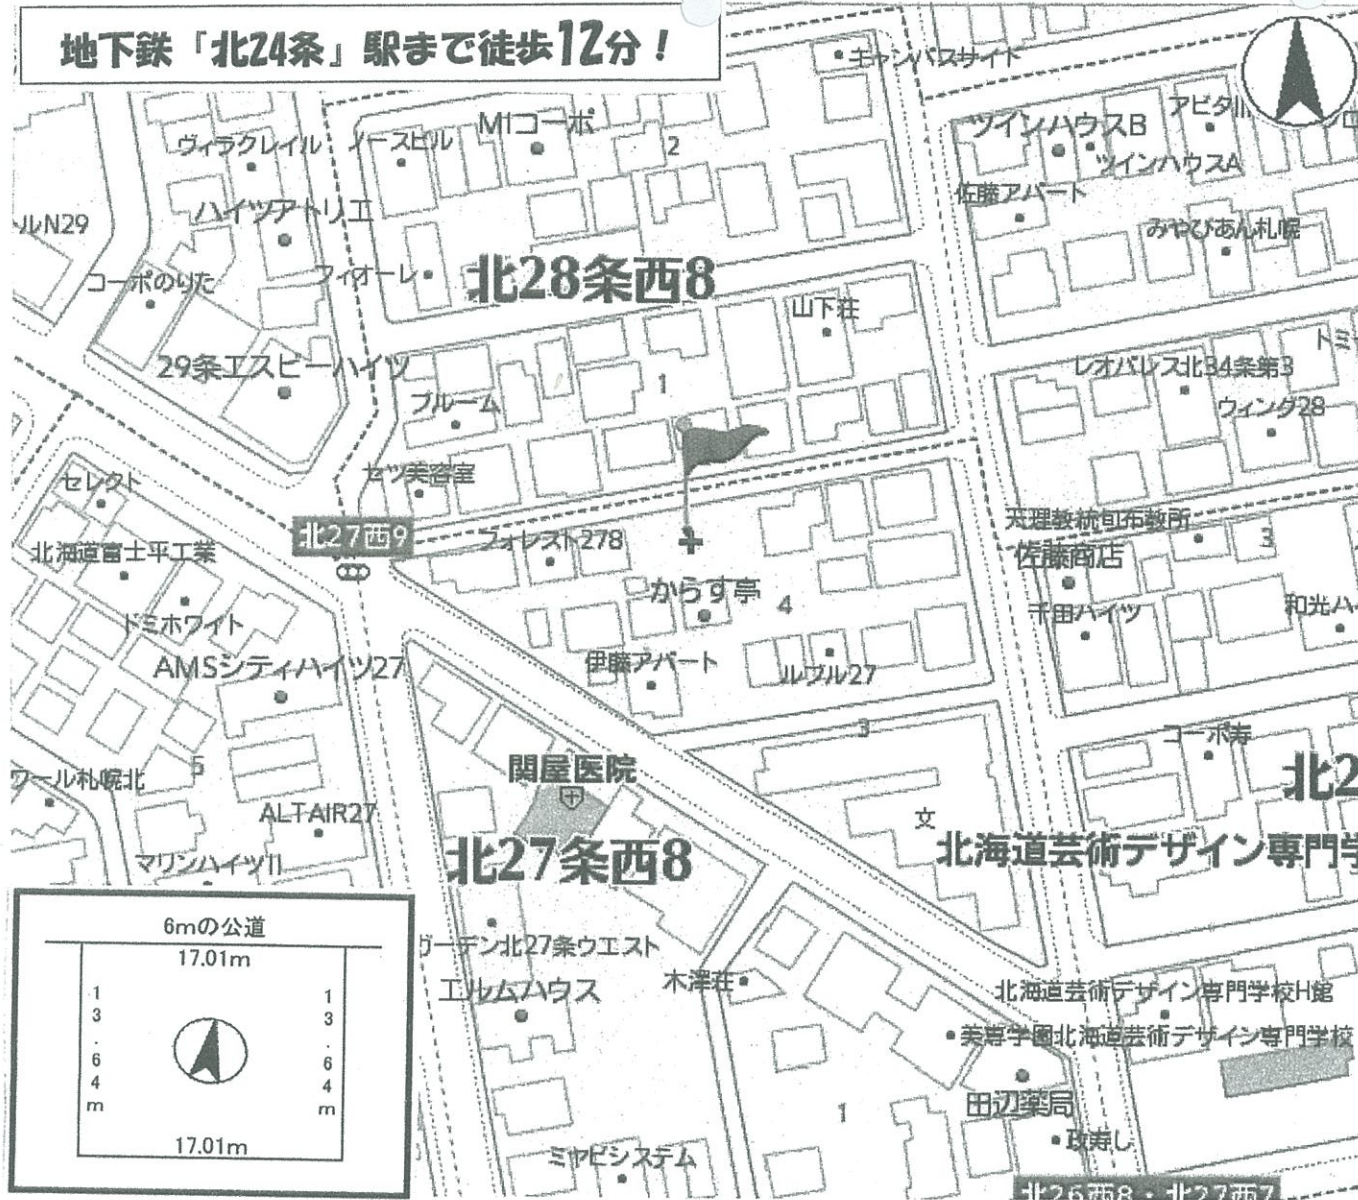 地下鉄「北24条」駅まで徒歩12分！
キャンパスサイト
MIコーポ
ツインハウスB
アビタIII
ヴィラクレイル
ノースヒル
2
ツインハウスA
佐藤アパート
ハイツアトリエ
ールN29
みやびあん札幌
コーポのりた
フィオーレ
北28条西8
山下荘
29条エスピーハイツ
1
レオパレス北34条第3
トミ
ブルーム
ウィング28
セツ美容室
セレクト
北27西9
フォレスト278
天理教統旬布教所
3
北海道富士平工業
佐藤商店
からす亭
4
千田ハイツ
和光ハ
ドミホワイト
AMSシティハイツ27
伊藤アパート
ルブル27
3
コーポ寿
5
ワール札幌北
関屋医院
北2
ALTAIR27
文
北海道芸術デザイン専門学
北27条西8
マワンハイツII
6mの公道
17.01m
13.64m
13.64m
17.01m
ガーデン北27条ウエスト
エルムハウス
木澤荘
北海道芸術デザイン専門学校H館
美専学園北海道芸術デザイン専門学校
田辺薬局
1
政寿し
ミヤビシステム
北26西8・北27西7